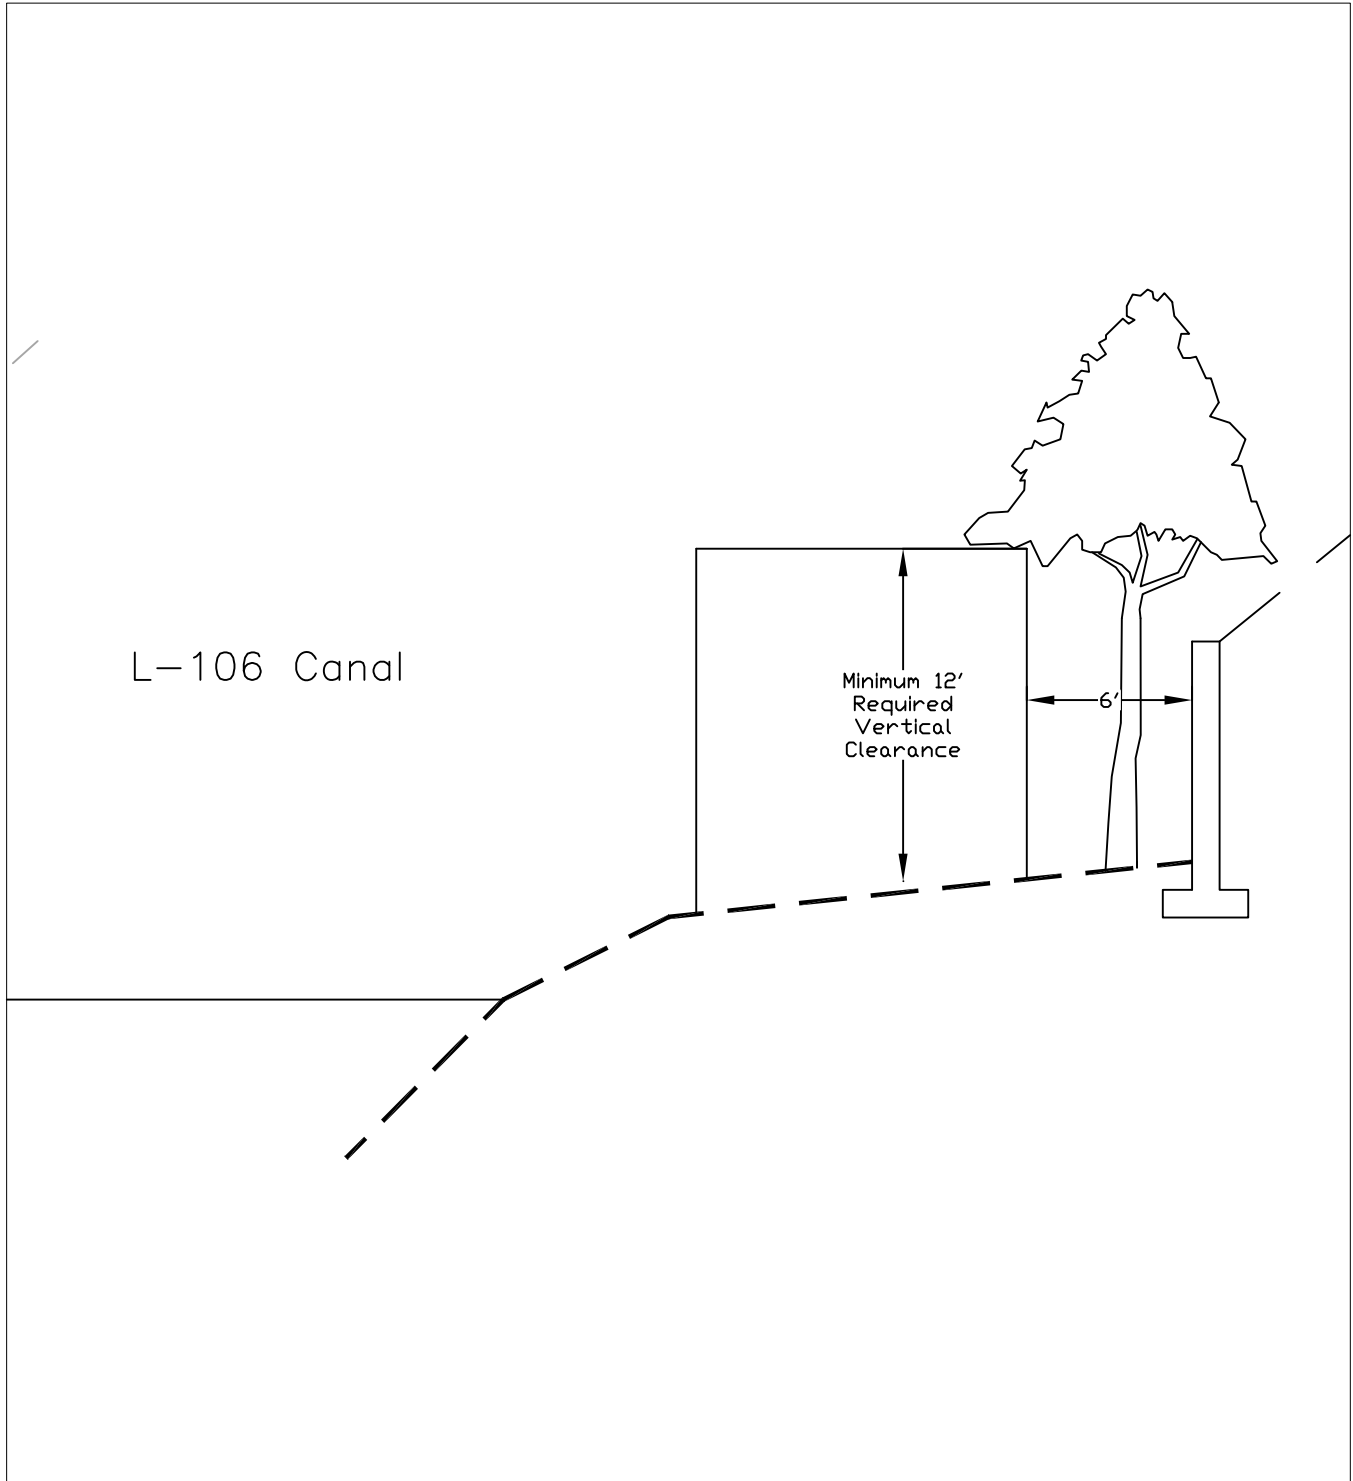 L-106 Canal
Minimum 12'
Required
Vertical
Clearance
6'